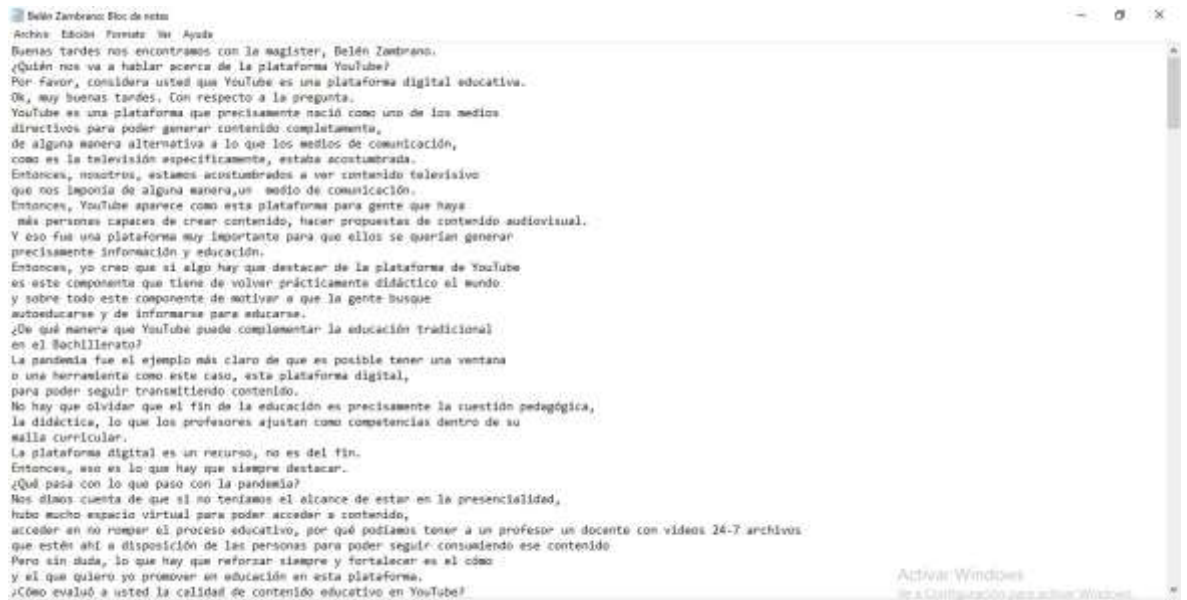 Belén Zambrano: Bloc de notas
Archivo Edición Formato Ver Ayuda
Buenas tardes nos encontramos con la magister, Belén Zambrano.
¿Quién nos va a hablar acerca de la plataforma YouTube?
Por favor, considera usted que YouTube es una plataforma digital educativa.
Ok, muy buenas tardes. Con respecto a la pregunta.
YouTube es una plataforma que precisamente nació como uno de los medios
directivos para poder generar contenido completamente,
de alguna manera alternativa a lo que los medios de comunicación,
como es la televisión específicamente, estaba acostumbrada.
Entonces, nosotros, estamos acostumbrados a ver contenido televisivo
que nos imponía de alguna manera,un  medio de comunicación.
Entonces, YouTube aparece como esta plataforma para gente que haya
más personas capaces de crear contenido, hacer propuestas de contenido audiovisual.
Y eso fue una plataforma muy importante para que ellos se querían generar
precisamente información y educación.
Entonces, yo creo que si algo hay que destacar de la plataforma de YouTube
es este componente que tiene de volver prácticamente didáctico el mundo
y sobre todo este componente de motivar a que la gente busque
autoeducarse y de informarse para educarse.
¿De qué manera que YouTube puede complementar la educación tradicional
en el Bachillerato?
La pandemia fue el ejemplo más claro de que es posible tener una ventana
o una herramienta como este caso, esta plataforma digital,
para poder seguir transmitiendo contenido.
No hay que olvidar que el fin de la educación es precisamente la cuestión pedagógica,
la didáctica, lo que los profesores ajustan como competencias dentro de su
malla curricular.
La plataforma digital es un recurso, no es del fin.
Entonces, eso es lo que hay que siempre destacar.
¿Qué pasa con lo que paso con la pandemia?
Nos dimos cuenta de que si no teníamos el alcance de estar en la presencialidad,
hubo mucho espacio virtual para poder acceder a contenido,
acceder en no romper el proceso educativo, por qué podíamos tener a un profesor un docente con videos 24-7 archivos
que estén ahí a disposición de las personas para poder seguir consumiendo ese contenido
Pero sin duda, lo que hay que reforzar siempre y fortalecer es el cómo
y el que quiero yo promover en educación en esta plataforma.
¿Cómo evaluó a usted la calidad de contenido educativo en YouTube?
Activar Windows
Ve a Configuración para activar Windows.